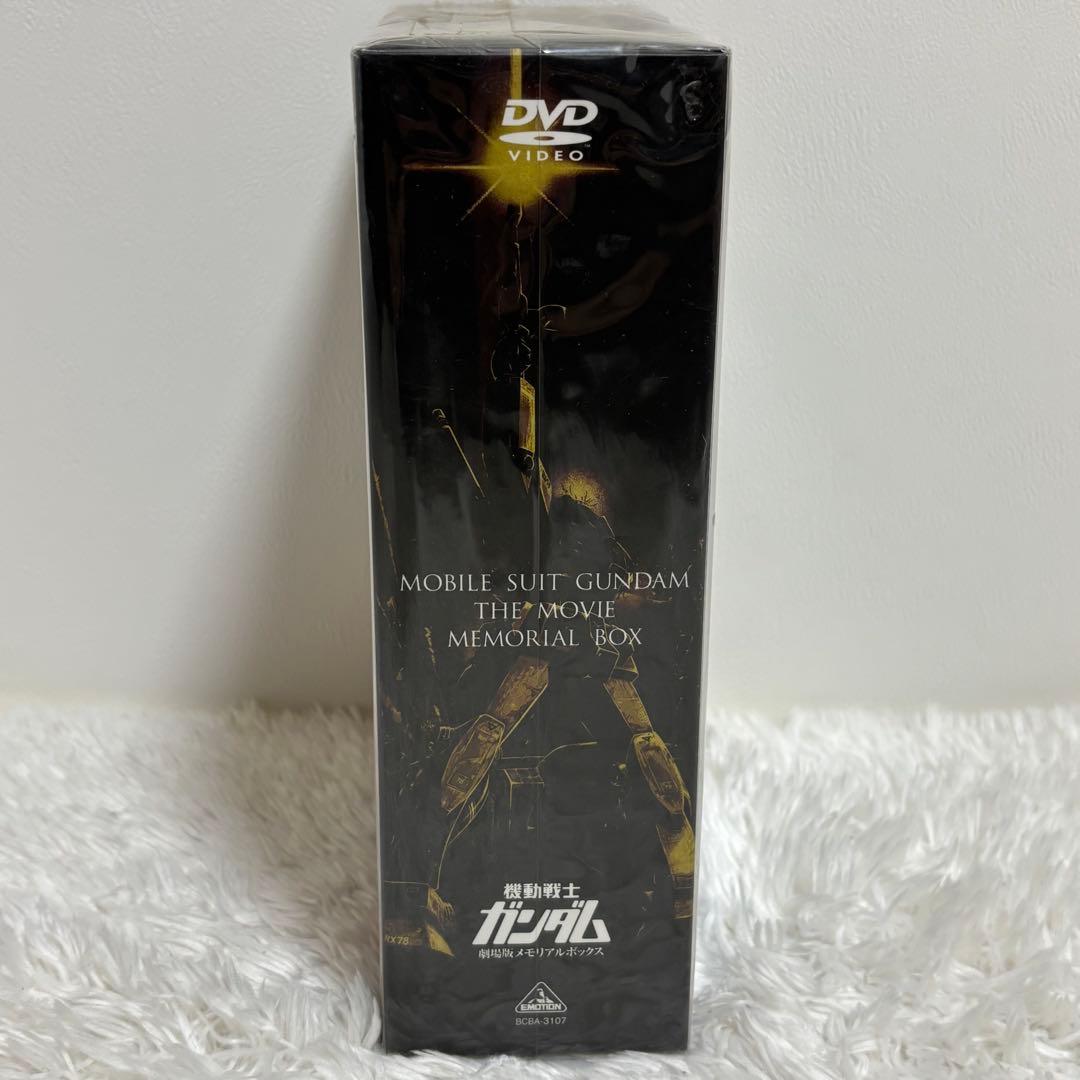 DVD
VIDEO
MOBILE SUIT GUNDAM
THE MOVIE
MEMORIAL BOX
機動戦士
ガンダム
RX78
劇場版メモリアルボックス
EMOTION
BCBA-3107